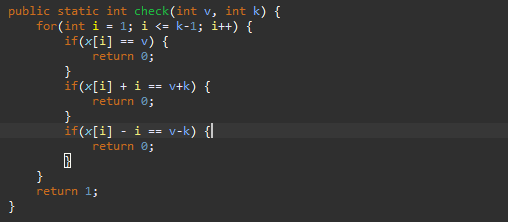 public static int check(int v, int k) {
    for(int i = 1; i <= k-1; i++) {
        if(x[i] == v) {
            return 0;
        }
        if(x[i] + i == v+k) {
            return 0;
        }
        if(x[i] - i == v-k) {
            return 0;
        }
    }
    return 1;
}